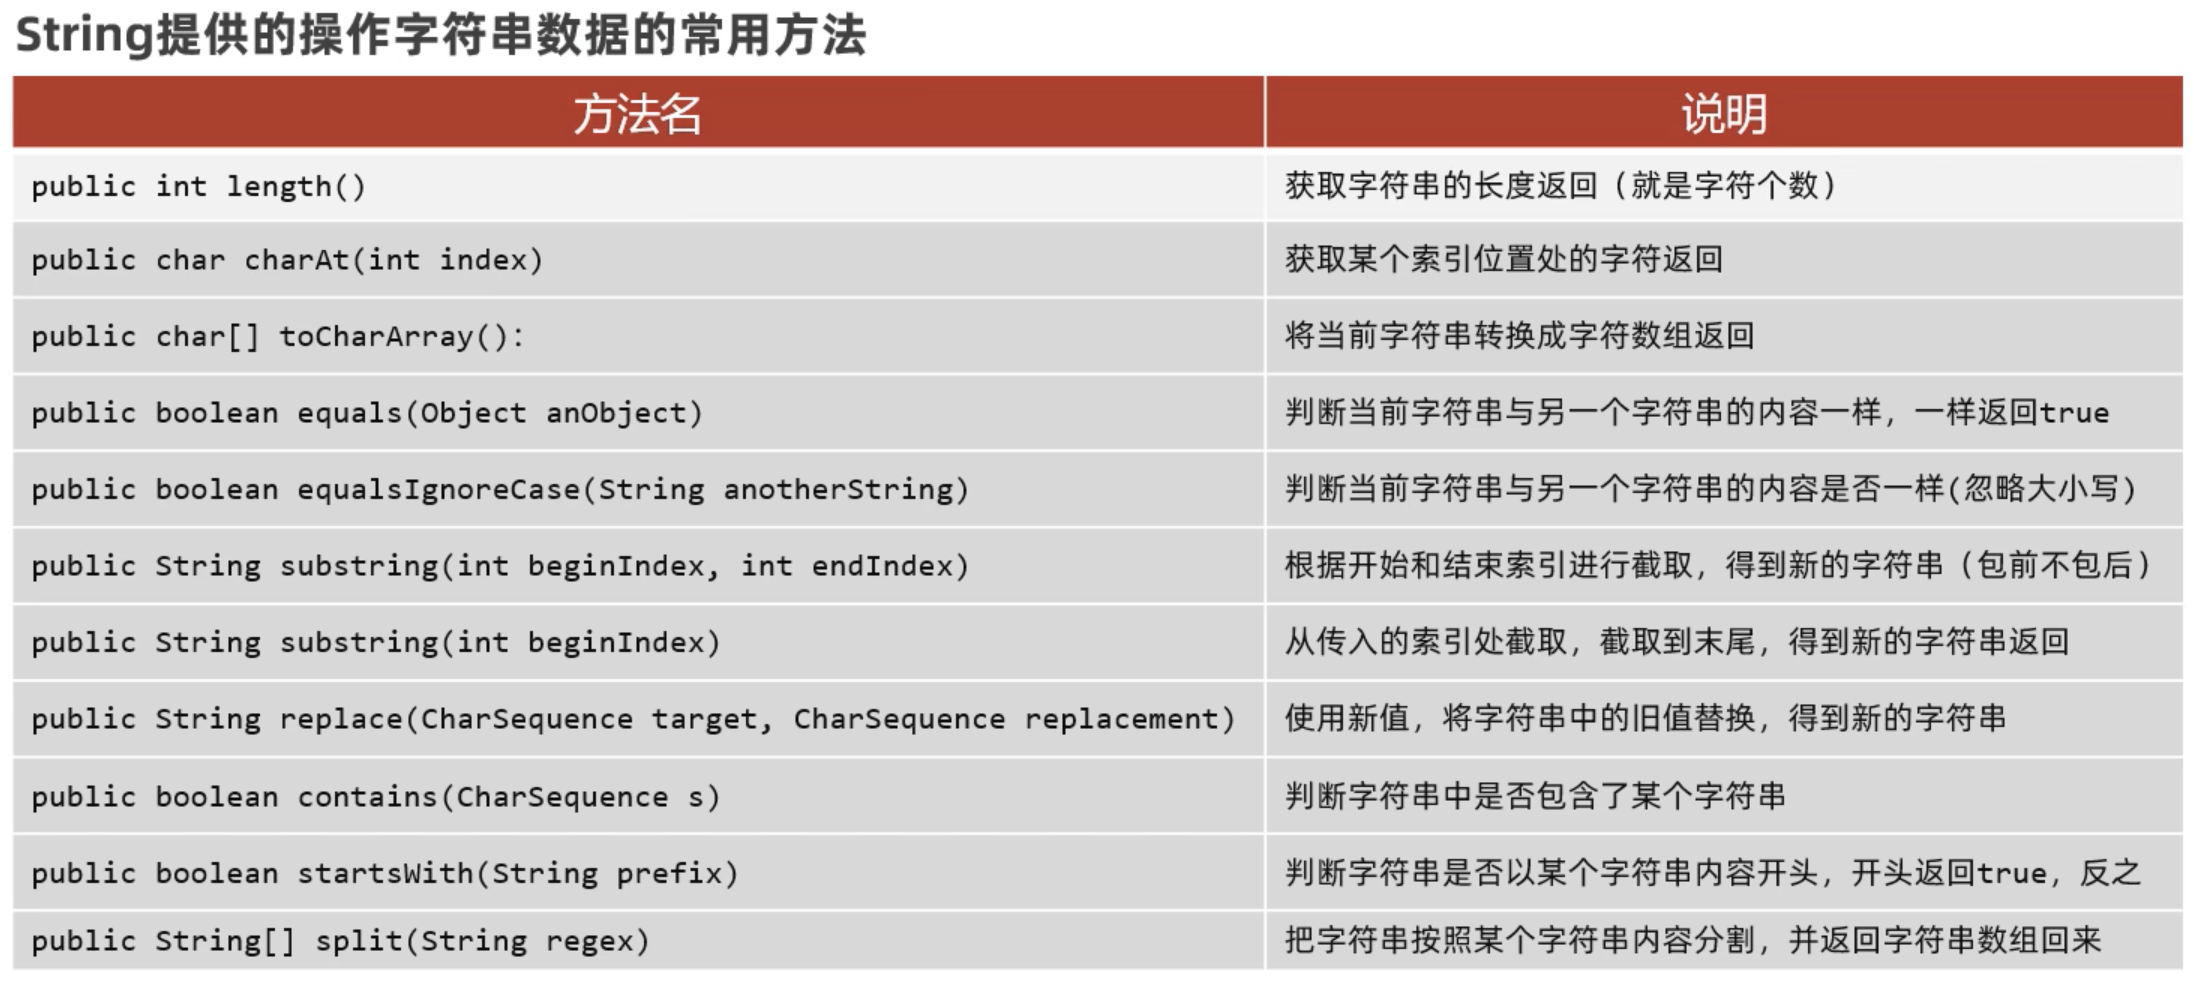 String提供的操作字符串数据的常用方法
方法名 说明
public int length() 获取字符串的长度返回（就是字符个数）
public char charAt(int index) 获取某个索引位置处的字符返回
public char[] toCharArray(): 将当前字符串转换成字符数组返回
public boolean equals(Object anObject) 判断当前字符串与另一个字符串的内容一样，一样返回true
public boolean equalsIgnoreCase(String anotherString) 判断当前字符串与另一个字符串的内容是否一样(忽略大小写)
public String substring(int beginIndex, int endIndex) 根据开始和结束索引进行截取，得到新的字符串（包前不包后）
public String substring(int beginIndex) 从传入的索引处截取，截取到末尾，得到新的字符串返回
public String replace(CharSequence target, CharSequence replacement) 使用新值，将字符串中的旧值替换，得到新的字符串
public boolean contains(CharSequence s) 判断字符串中是否包含了某个字符串
public boolean startsWith(String prefix) 判断字符串是否以某个字符串内容开头，开头返回true，反之
public String[] split(String regex) 把字符串按照某个字符串内容分割，并返回字符串数组回来